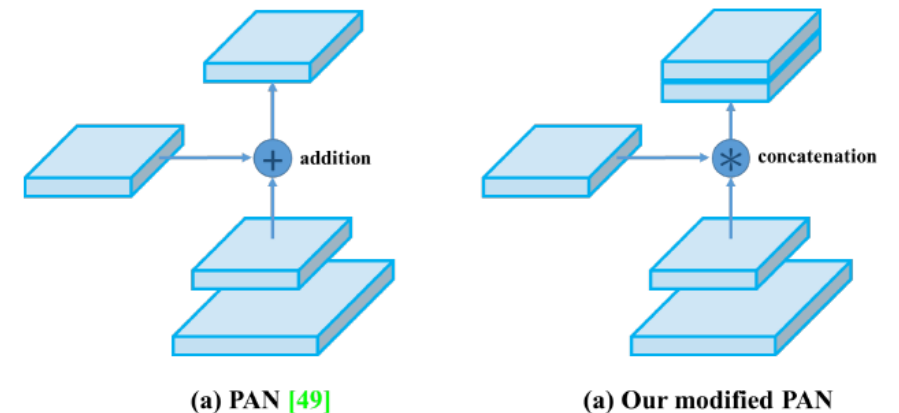 + addition
* concatenation
(a) PAN [49]
(a) Our modified PAN